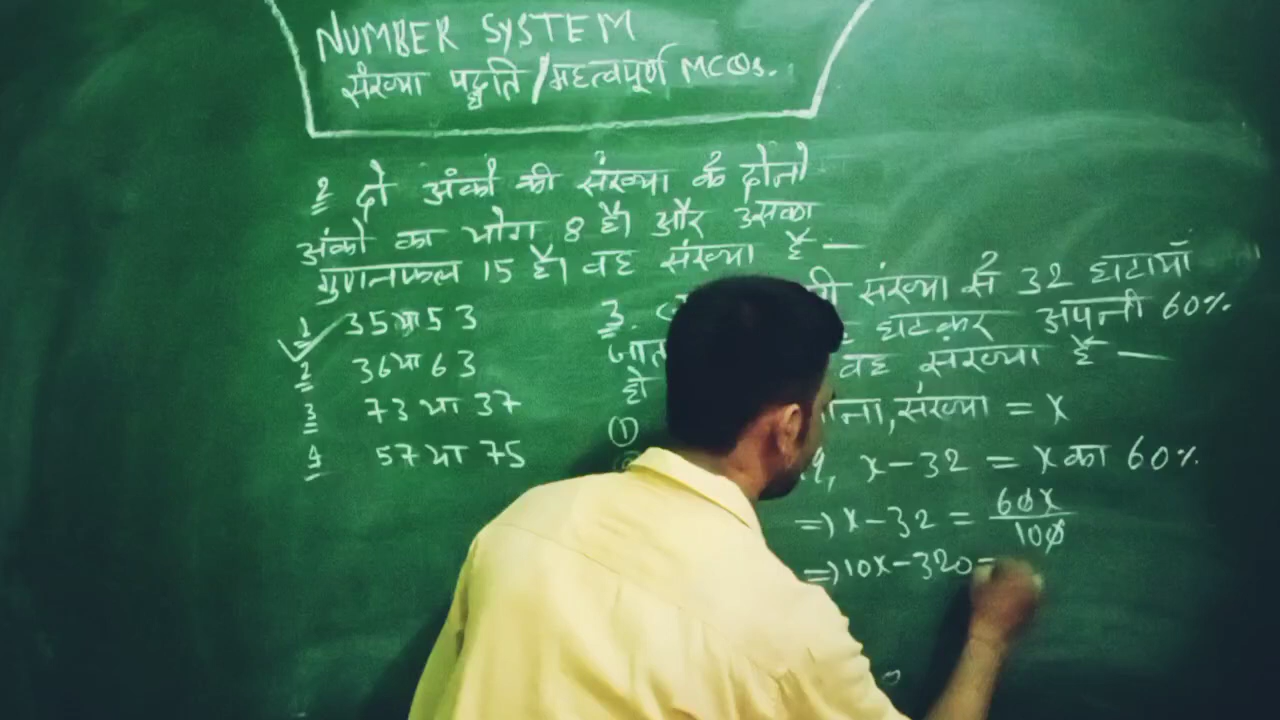 NUMBER SYSTEM
संख्या पद्धति/महत्वपूर्ण MCQs.
2 दो अंकों की संख्या के दोनों
अंको का योग 8 है। और उसका
गुणनफल 15 है। वह संख्या है —
1 35 या 53
2 36 या 63
3 73 या 37
4 57 या 75
3. संख्या से 32 घटायाँ
घटकर अपनी 60%
हो वह संख्या है —
①
माना, संख्या = x
x - 32 = x का 60%
⇒ x - 32 = 60x/100
⇒ 10x - 320 =